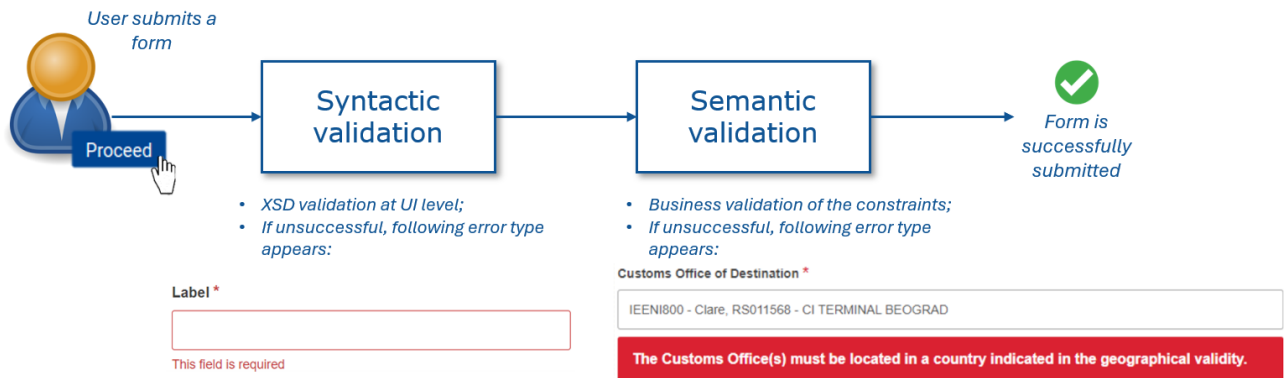 User submits a
form
Proceed
Syntactic
validation
Semantic
validation
Form is
successfully
submitted
• XSD validation at UI level;
• If unsuccessful, following error type
appears:
• Business validation of the constraints;
• If unsuccessful, following error type
appears:
Label *
This field is required
Customs Office of Destination *
IEENI800 - Clare, RS011568 - CI TERMINAL BEOGRAD
The Customs Office(s) must be located in a country indicated in the geographical validity.